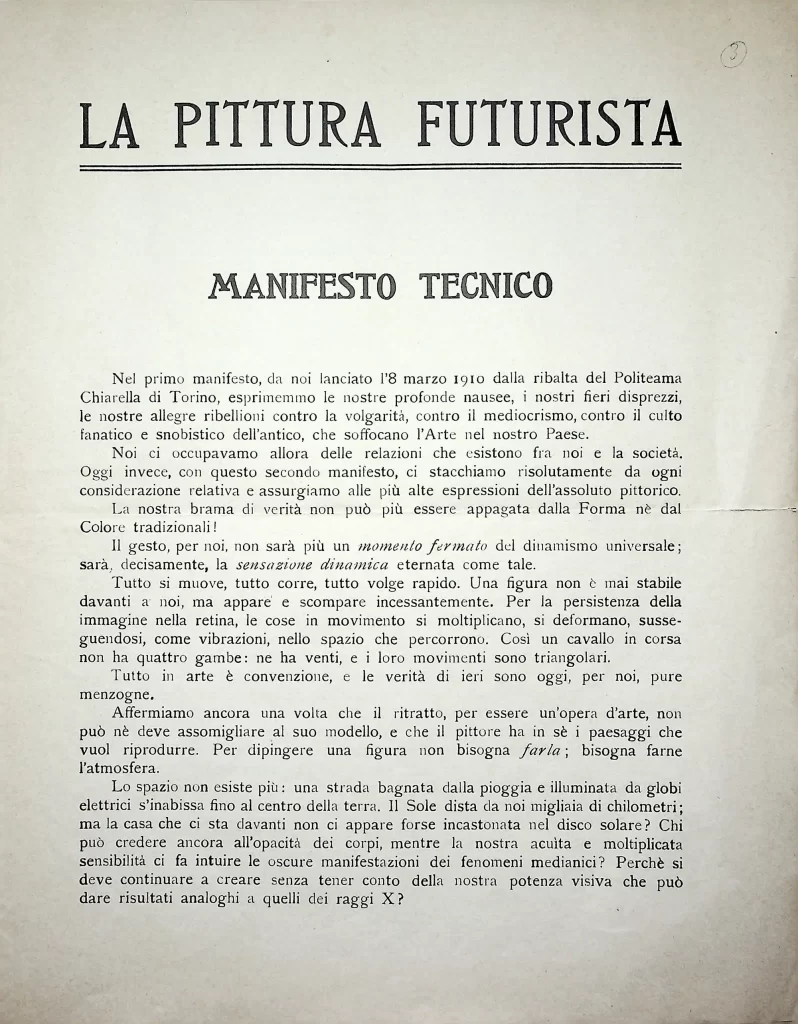 3
LA PITTURA FUTURISTA
MANIFESTO TECNICO
Nel primo manifesto, da noi lanciato l'8 marzo 1910 dalla ribalta del Politeama
Chiarella di Torino, esprimemmo le nostre profonde nausee, i nostri fieri disprezzi,
le nostre allegre ribellioni contro la volgarità, contro il mediocrismo, contro il culto
fanatico e snobistico dell'antico, che soffocano l'Arte nel nostro Paese.
Noi ci occupavamo allora delle relazioni che esistono fra noi e la società.
Oggi invece, con questo secondo manifesto, ci stacchiamo risolutamente da ogni
considerazione relativa e assurgiamo alle più alte espressioni dell'assoluto pittorico.
La nostra brama di verità non può più essere appagata dalla Forma nè dal
Colore tradizionali!
Il gesto, per noi, non sarà più un momento fermato del dinamismo universale;
sarà, decisamente, la sensazione dinamica eternata come tale.
Tutto si muove, tutto corre, tutto volge rapido. Una figura non è mai stabile
davanti a noi, ma appare e scompare incessantemente. Per la persistenza della
immagine nella retina, le cose in movimento si moltiplicano, si deformano, susse-
guendosi, come vibrazioni, nello spazio che percorrono. Così un cavallo in corsa
non ha quattro gambe: ne ha venti, e i loro movimenti sono triangolari.
Tutto in arte è convenzione, e le verità di ieri sono oggi, per noi, pure
menzogne.
Affermiamo ancora una volta che il ritratto, per essere un'opera d'arte, non
può nè deve assomigliare al suo modello, e che il pittore ha in sè i paesaggi che
vuol riprodurre. Per dipingere una figura non bisogna farla; bisogna farne
l'atmosfera.
Lo spazio non esiste più: una strada bagnata dalla pioggia e illuminata da globi
elettrici s'inabissa fino al centro della terra. Il Sole dista da noi migliaia di chilometri;
ma la casa che ci sta davanti non ci appare forse incastonata nel disco solare? Chi
può credere ancora all'opacità dei corpi, mentre la nostra acuìta e moltiplicata
sensibilità ci fa intuire le oscure manifestazioni dei fenomeni medianici? Perchè si
deve continuare a creare senza tener conto della nostra potenza visiva che può
dare risultati analoghi a quelli dei raggi X?